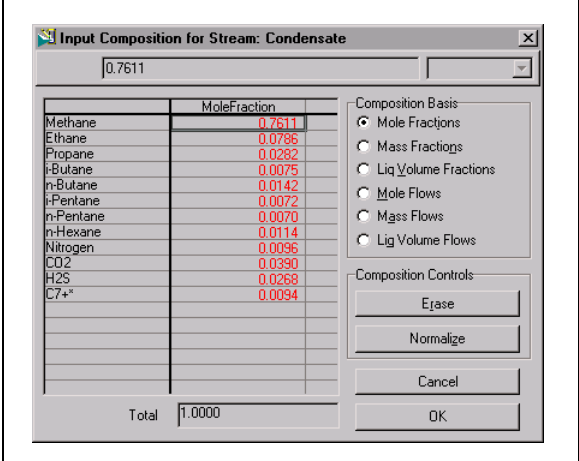 Input Composition for Stream: Condensate
0.7611
MoleFraction
Methane 0.7611
Ethane 0.0786
Propane 0.0282
i-Butane 0.0075
n-Butane 0.0142
i-Pentane 0.0072
n-Pentane 0.0070
n-Hexane 0.0114
Nitrogen 0.0096
CO2 0.0390
H2S 0.0268
C7+* 0.0094
Total 1.0000
Composition Basis
Mole Fractions
Mass Fractions
Liq Volume Fractions
Mole Flows
Mass Flows
Liq Volume Flows
Composition Controls
Erase
Normalize
Cancel
OK